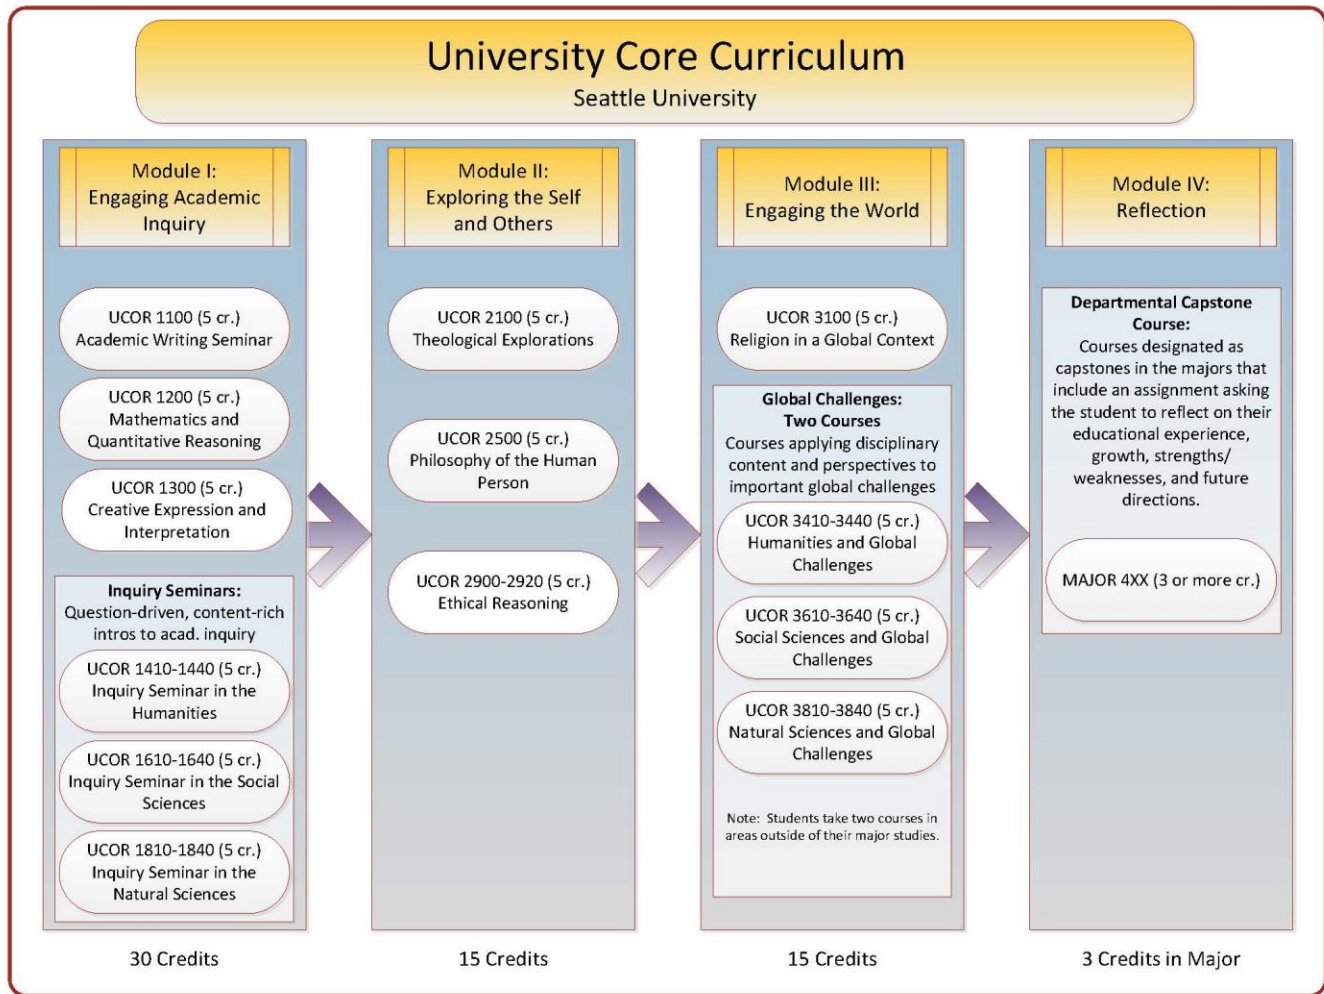 University Core Curriculum
Seattle University
Module I:
Engaging Academic
Inquiry
UCOR 1100 (5 cr.)
Academic Writing Seminar
UCOR 1200 (5 cr.)
Mathematics and
Quantitative Reasoning
UCOR 1300 (5 cr.)
Creative Expression and
Interpretation
Inquiry Seminars:
Question-driven, content-rich
intros to acad. inquiry
UCOR 1410-1440 (5 cr.)
Inquiry Seminar in the
Humanities
UCOR 1610-1640 (5 cr.)
Inquiry Seminar in the Social
Sciences
UCOR 1810-1840 (5 cr.)
Inquiry Seminar in the
Natural Sciences
30 Credits
Module II:
Exploring the Self
and Others
UCOR 2100 (5 cr.)
Theological Explorations
UCOR 2500 (5 cr.)
Philosophy of the Human
Person
UCOR 2900-2920 (5 cr.)
Ethical Reasoning
15 Credits
Module III:
Engaging the World
UCOR 3100 (5 cr.)
Religion in a Global Context
Global Challenges:
Two Courses
Courses applying disciplinary
content and perspectives to
important global challenges
UCOR 3410-3440 (5 cr.)
Humanities and Global
Challenges
UCOR 3610-3640 (5 cr.)
Social Sciences and Global
Challenges
UCOR 3810-3840 (5 cr.)
Natural Sciences and Global
Challenges
Note: Students take two courses in
areas outside of their major studies.
15 Credits
Module IV:
Reflection
Departmental Capstone
Course:
Courses designated as
capstones in the majors that
include an assignment asking
the student to reflect on their
educational experience,
growth, strengths/
weaknesses, and future
directions.
MAJOR 4XX (3 or more cr.)
3 Credits in Major